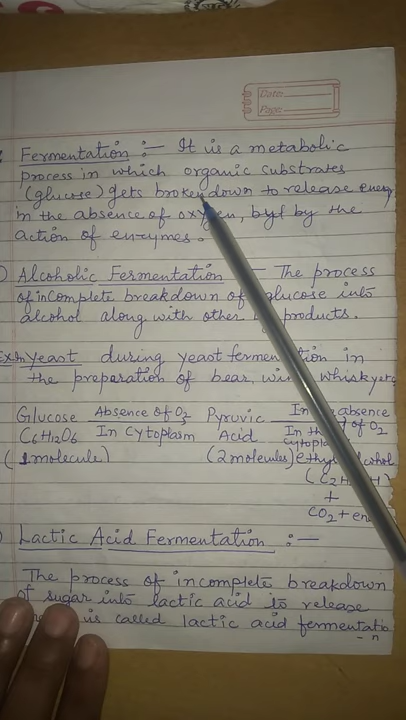 Date:
Page:
Fermentation :— It is a metabolic
process in which organic substrates
(glucose) gets broken down to release energy
in the absence of oxygen, by the
action of enzymes.
Alcoholic Fermentation — The process
of incomplete breakdown of glucose into
alcohol along with other products.
Ex:- In yeast during yeast fermentation in
the preparation of bear, whisky etc
Glucose Absence of O2 Pyruvic In absence
C6H12O6 In Cytoplasm Acid In the of O2
(1 molecule) (2 molecules) ethyl alcohol
+
CO2 +
Lactic Acid Fermentation :—
The process of incomplete breakdown
of sugar into lactic acid to release
is called lactic acid fermentatio
- n